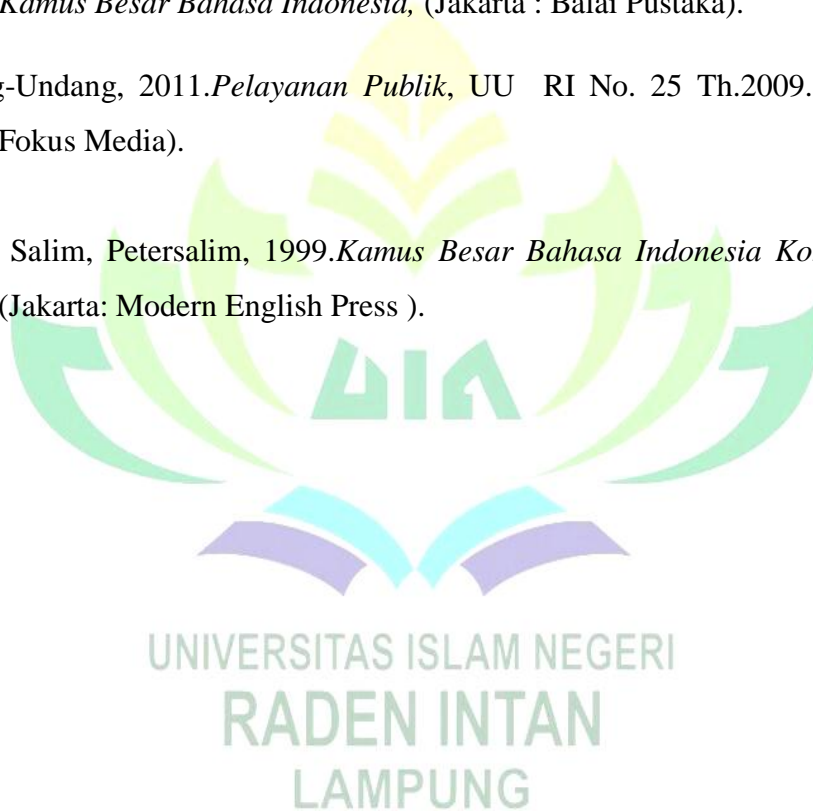 Kamus Besar Bahasa Indonesia, (Jakarta : Balai Pustaka).
g-Undang, 2011.Pelayanan Publik, UU RI No. 25 Th.2009.
Fokus Media).
Salim, Petersalim, 1999.Kamus Besar Bahasa Indonesia Ko
(Jakarta: Modern English Press ).
UIN
UNIVERSITAS ISLAM NEGERI
RADEN INTAN
LAMPUNG